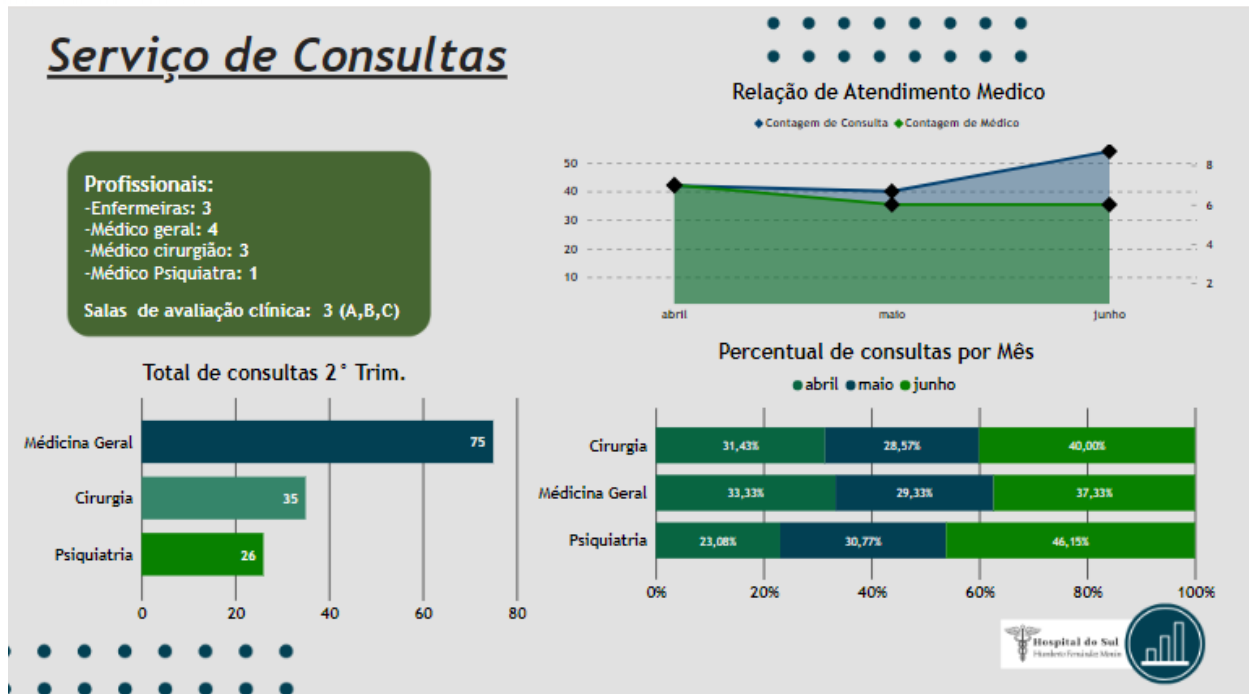 Serviço de Consultas
Profissionais:
-Enfermeiras: 3
-Médico geral: 4
-Médico cirurgião: 3
-Médico Psiquiatra: 1
Salas de avaliação clínica: 3 (A,B,C)
Relação de Atendimento Medico
Contagem de Consulta Contagem de Médico
50
40
30
20
10
8
6
4
2
abril maio junho
Total de consultas 2° Trim.
Médicina Geral 75
Cirurgia 35
Psiquiatria 26
0 20 40 60 80
Percentual de consultas por Mês
abril maio junho
Cirurgia 31,43% 28,57% 40,00%
Médicina Geral 33,33% 29,33% 37,33%
Psiquiatria 23,08% 30,77% 46,15%
0% 20% 40% 60% 80% 100%
Hospital do Sul